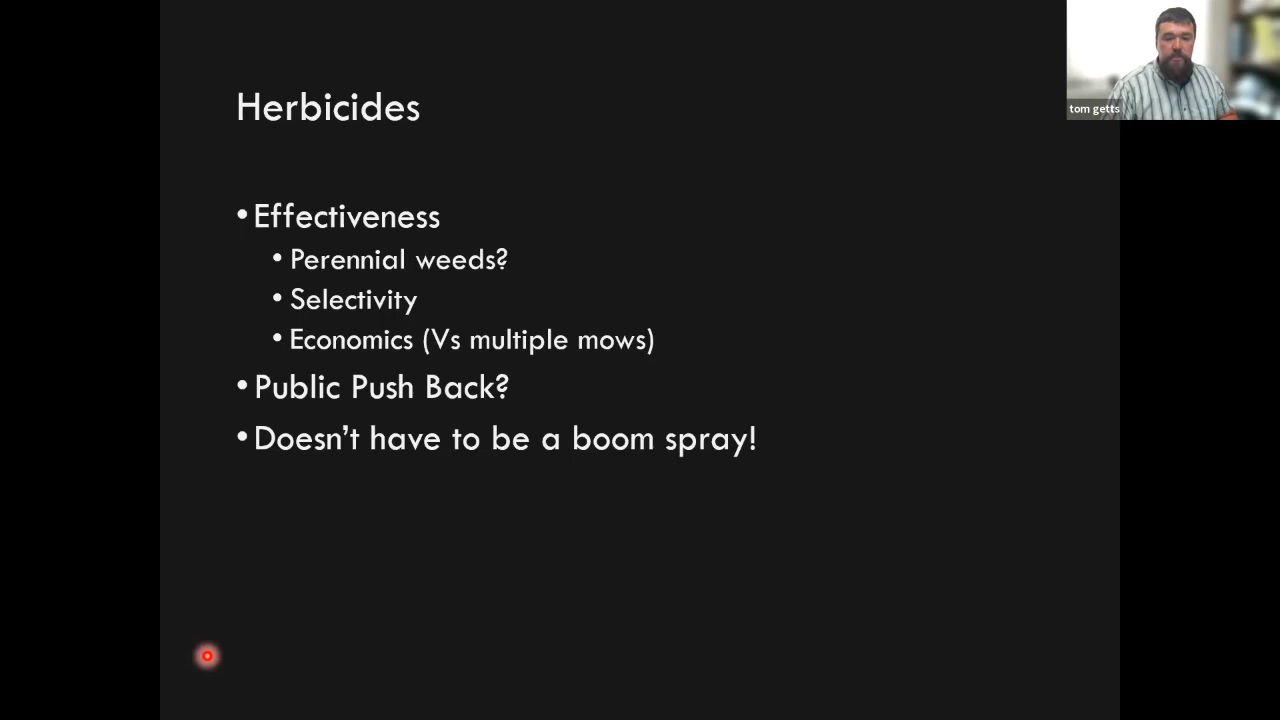 tom getts
Herbicides
•Effectiveness
•Perennial weeds?
•Selectivity
•Economics (Vs multiple mows)
•Public Push Back?
•Doesn't have to be a boom spray!